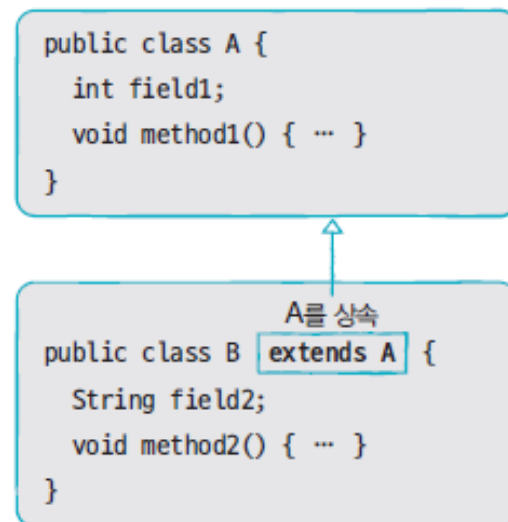 public class A {
int field1;
void method1() { … }
}
A를 상속
public class B extends A {
String field2;
void method2() { … }
}